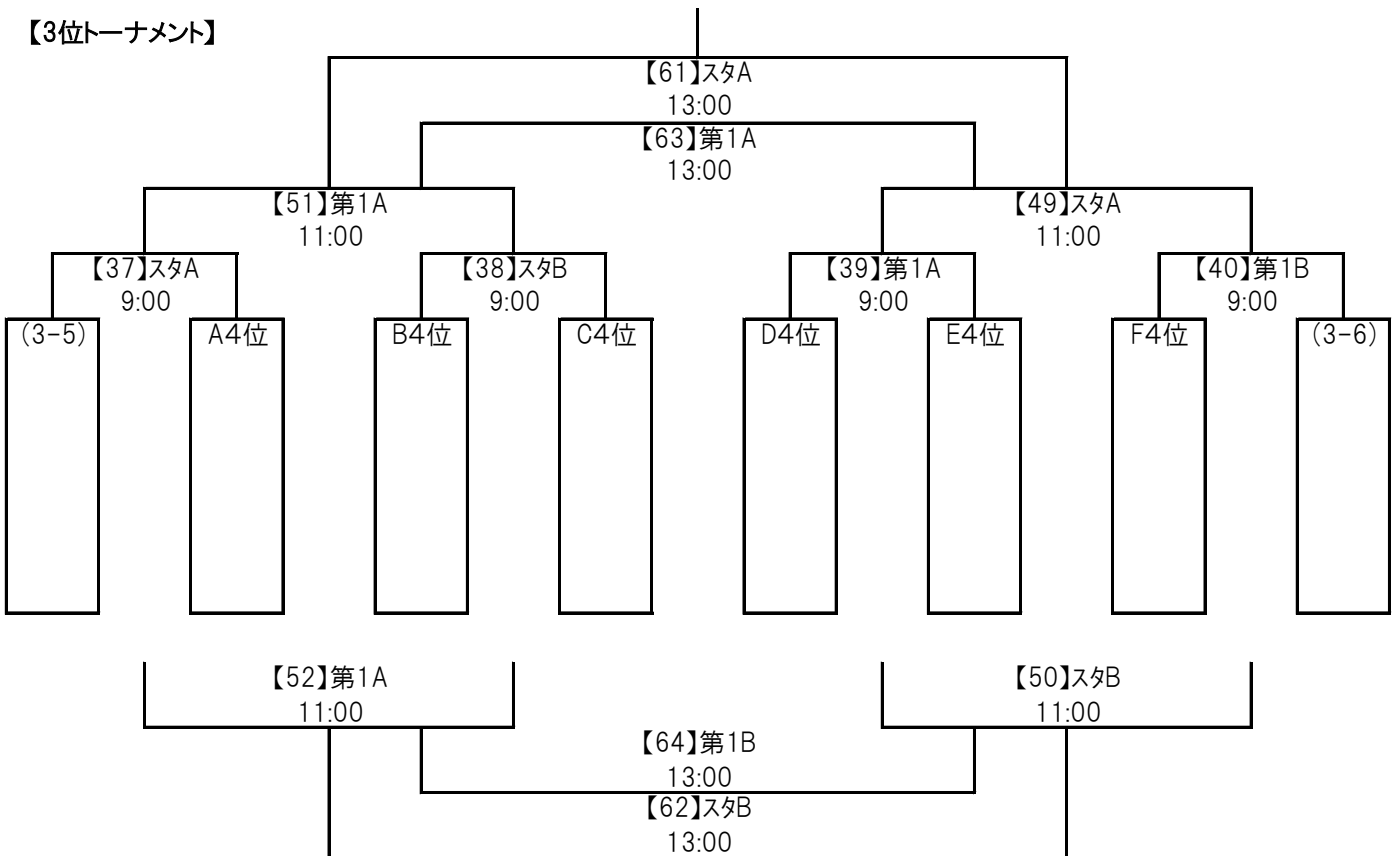 【3位トーナメント】
【61】スタA
13:00
【63】第1A
13:00
【51】第1A
11:00
【49】スタA
11:00
【37】スタA
9:00
【38】スタB
9:00
【39】第1A
9:00
【40】第1B
9:00
(3-5)
A4位
B4位
C4位
D4位
E4位
F4位
(3-6)
【52】第1A
11:00
【50】スタB
11:00
【64】第1B
13:00
【62】スタB
13:00